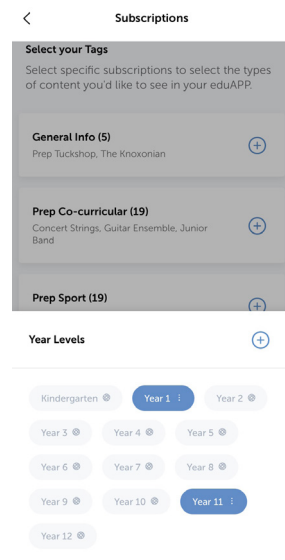 Subscriptions
Select your Tags
Select specific subscriptions to select the types
of content you'd like to see in your eduAPP.
General Info (5)
Prep Tuckshop, The Knoxonian
Prep Co-curricular (19)
Concert Strings, Guitar Ensemble, Junior
Band
Prep Sport (19)
Year Levels
Kindergarten Year 1 Year 2
Year 3 Year 4 Year 5
Year 6 Year 7 Year 8
Year 9 Year 10 Year 11
Year 12